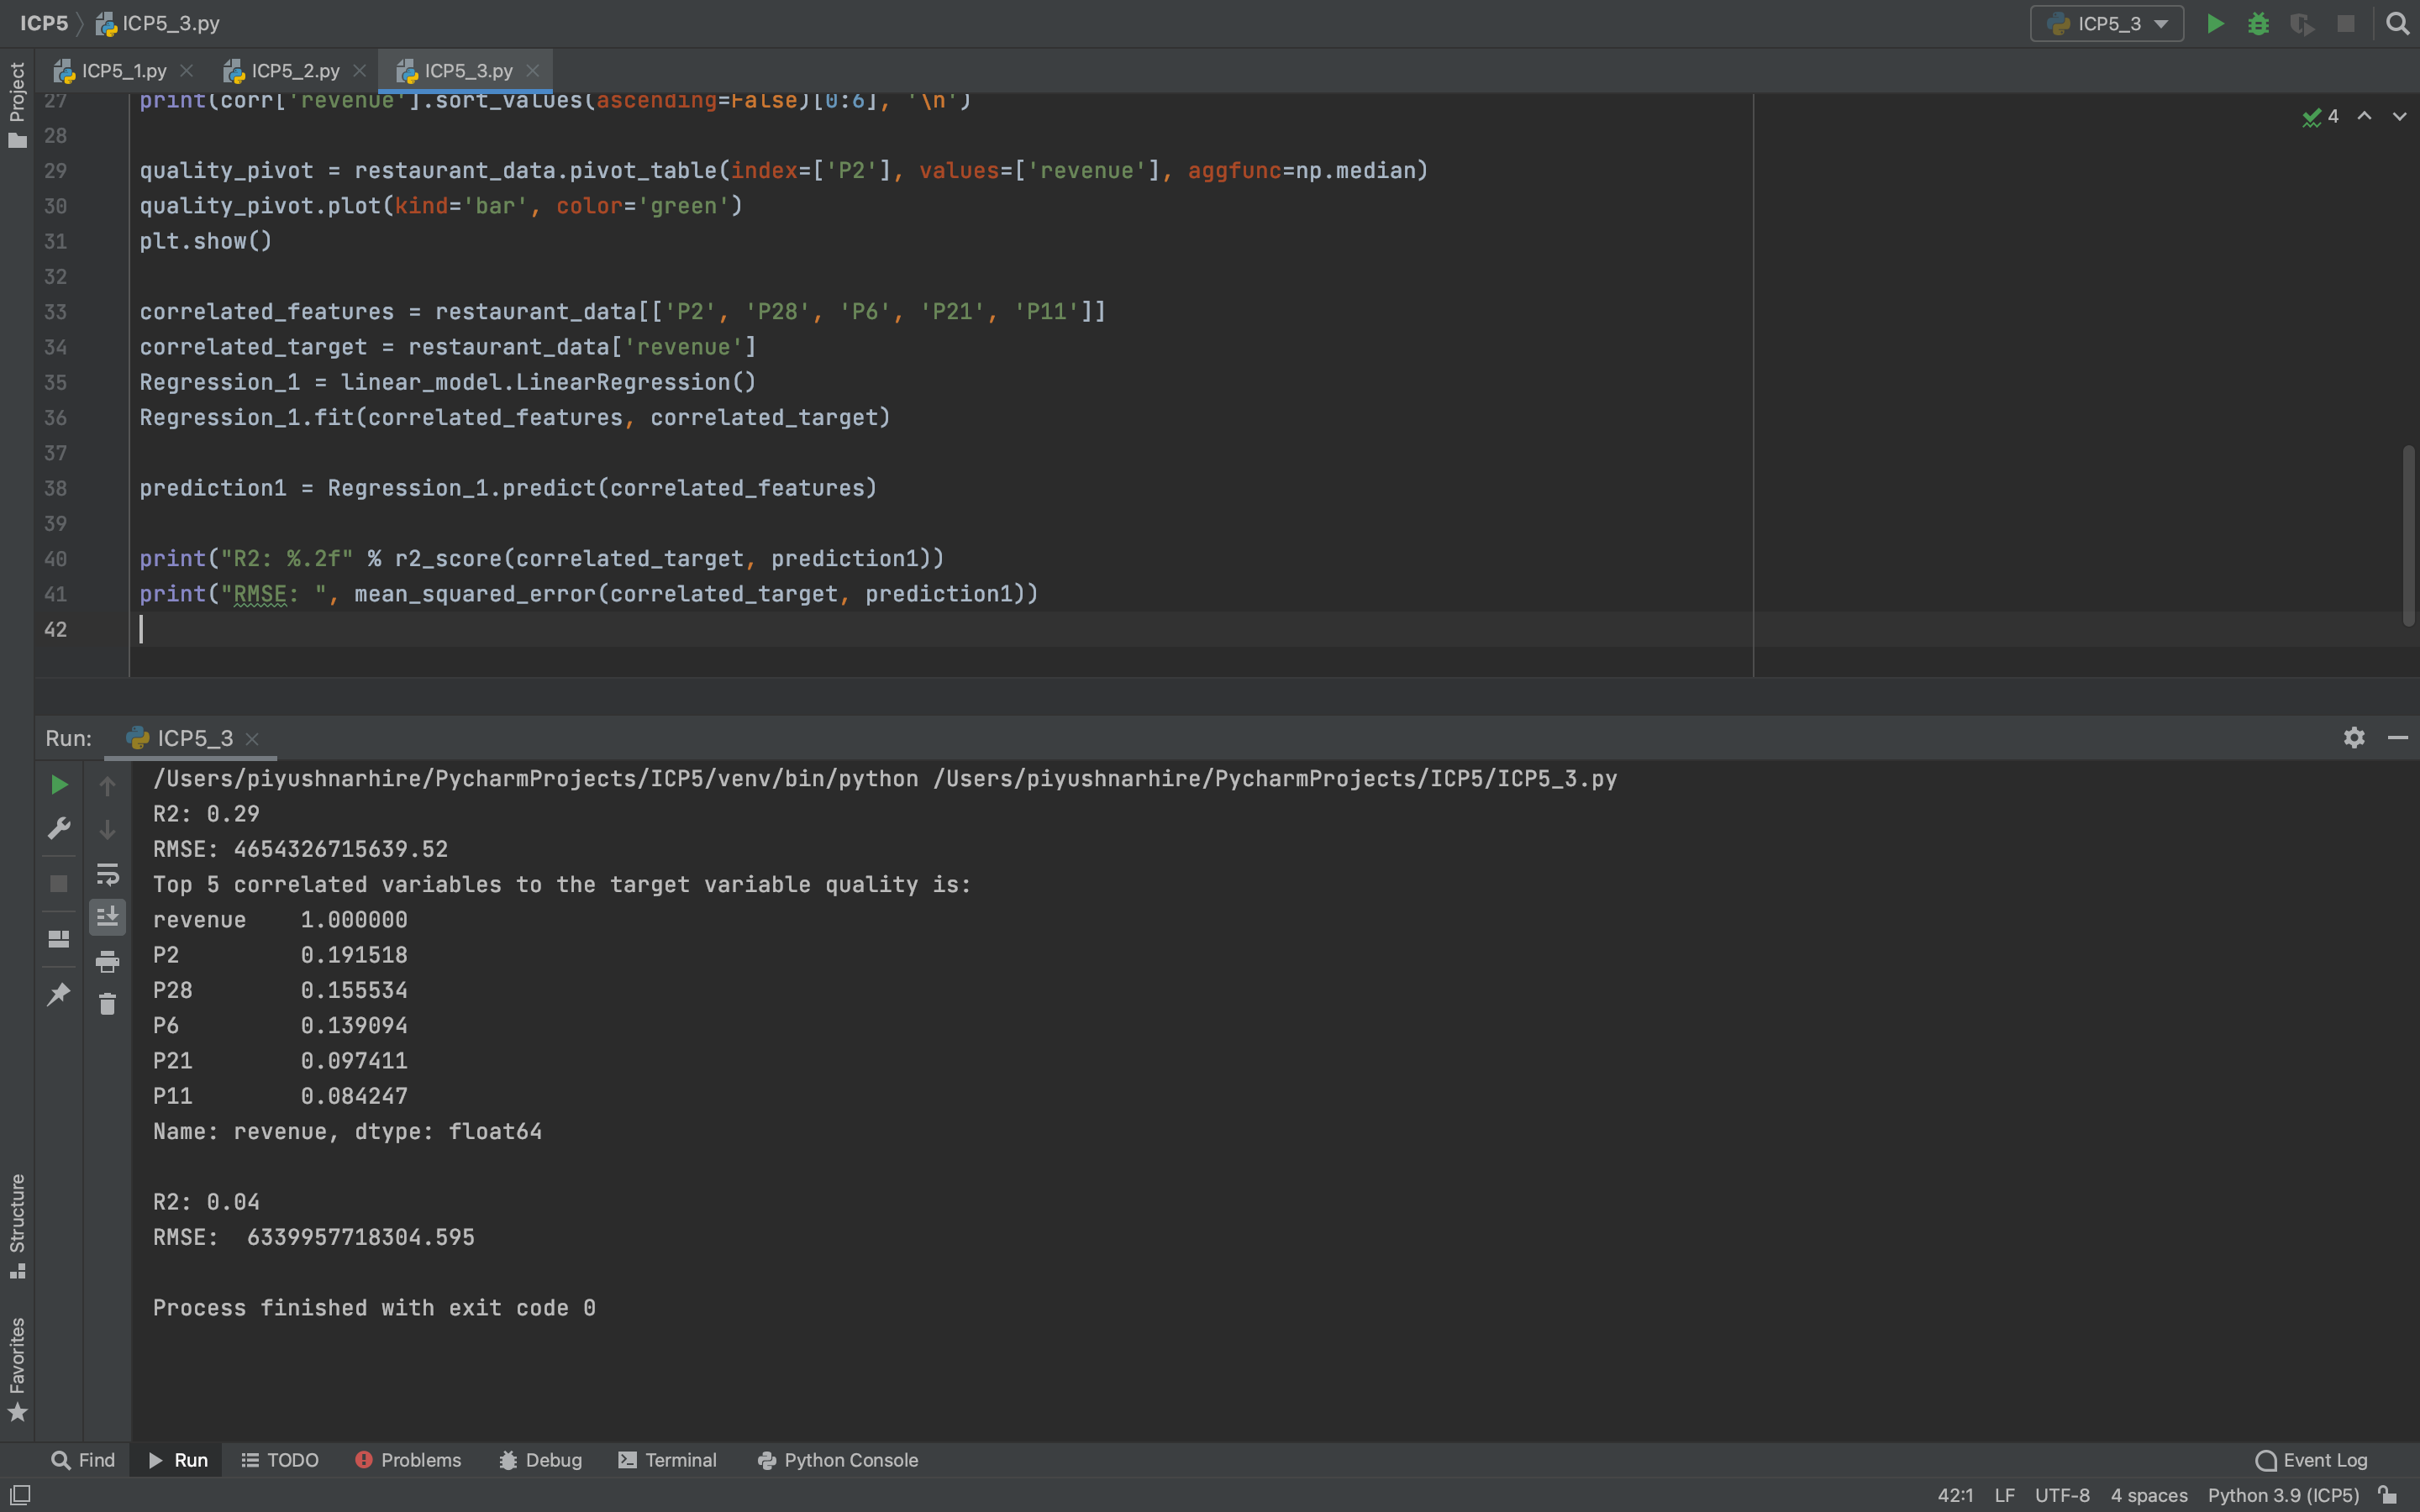 ICP5 ICP5_3.py ICP5_3
Project
ICP5_1.py ICP5_2.py ICP5_3.py
27 print(corr['revenue'].sort_values(ascending=False)[0:6], '\n')
4
28
29 quality_pivot = restaurant_data.pivot_table(index=['P2'], values=['revenue'], aggfunc=np.median)
30 quality_pivot.plot(kind='bar', color='green')
31 plt.show()
32
33 correlated_features = restaurant_data[['P2', 'P28', 'P6', 'P21', 'P11']]
34 correlated_target = restaurant_data['revenue']
35 Regression_1 = linear_model.LinearRegression()
36 Regression_1.fit(correlated_features, correlated_target)
37
38 prediction1 = Regression_1.predict(correlated_features)
39
40 print("R2: %.2f" % r2_score(correlated_target, prediction1))
41 print("RMSE: ", mean_squared_error(correlated_target, prediction1))
42
Run: ICP5_3
/Users/piyushnarhire/PycharmProjects/ICP5/venv/bin/python /Users/piyushnarhire/PycharmProjects/ICP5/ICP5_3.py
R2: 0.29
RMSE: 4654326715639.52
Top 5 correlated variables to the target variable quality is:
revenue 1.000000
P2 0.191518
P28 0.155534
P6 0.139094
P21 0.097411
P11 0.084247
Name: revenue, dtype: float64
R2: 0.04
RMSE:  6339957718304.595
Process finished with exit code 0
Structure
Favorites
Find Run TODO Problems Debug Terminal Python Console Event Log
42:1 LF UTF-8 4 spaces Python 3.9 (ICP5)